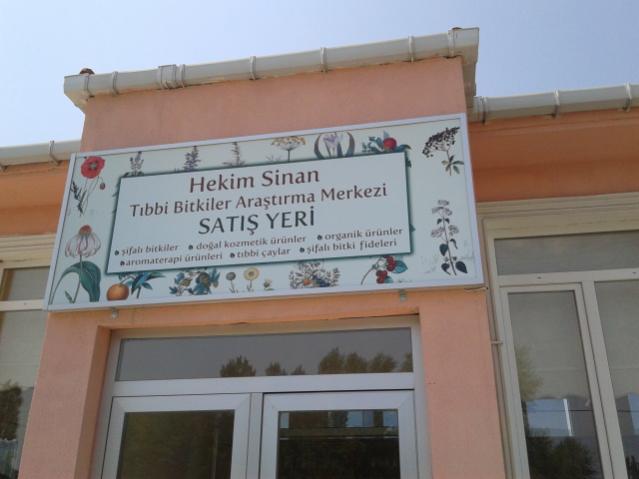 Hekim Sinan
Tıbbi Bitkiler Araştırma Merkezi
SATIŞ YERİ
şifalı bitkiler doğal kozmetik ürünler organik ürünler
aromaterapi ürünleri tıbbi çaylar şifalı bitki fideleri